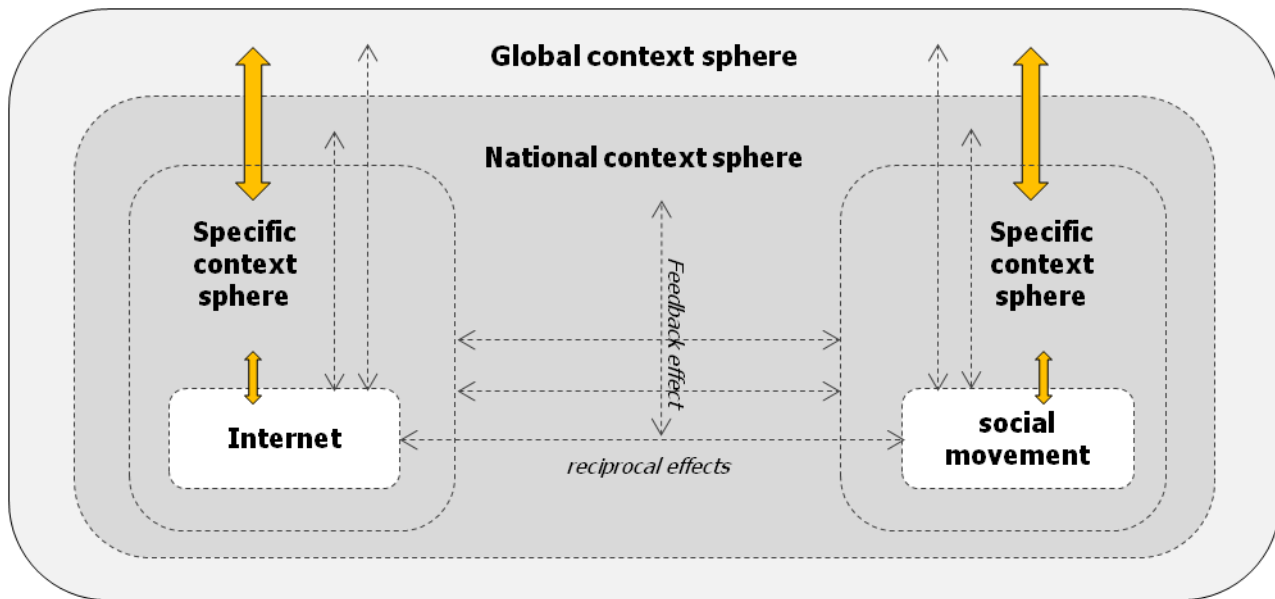 Global context sphere
National context sphere
Specific
context
sphere
Specific
context
sphere
Feedback effect
Internet
social
movement
reciprocal effects